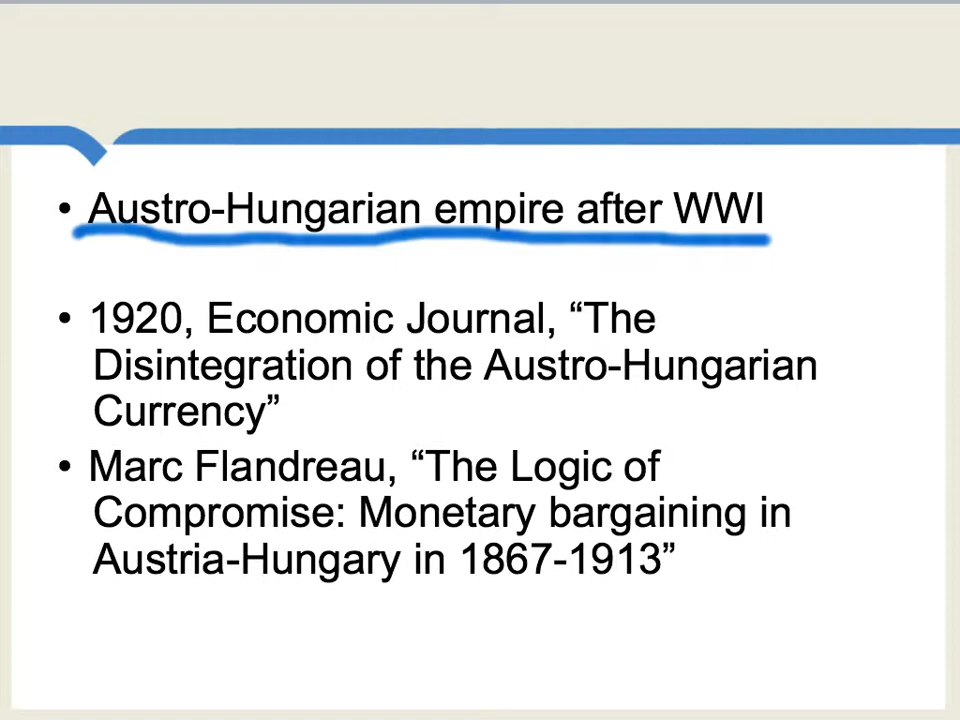 • Austro-Hungarian empire after WWI
• 1920, Economic Journal, “The
Disintegration of the Austro-Hungarian
Currency”
• Marc Flandreau, “The Logic of
Compromise: Monetary bargaining in
Austria-Hungary in 1867-1913”